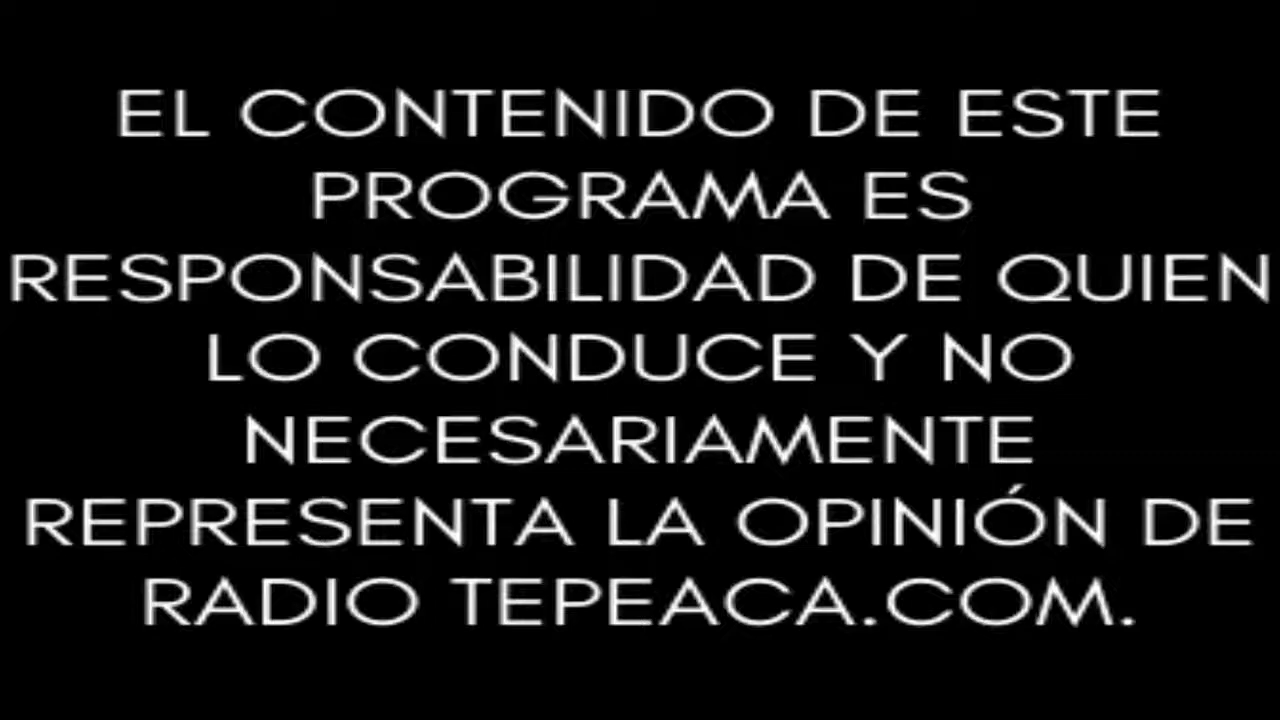 EL CONTENIDO DE ESTE
PROGRAMA ES
RESPONSABILIDAD DE QUIEN
LO CONDUCE Y NO
NECESARIAMENTE
REPRESENTA LA OPINIÓN DE
RADIO TEPEACA.COM.